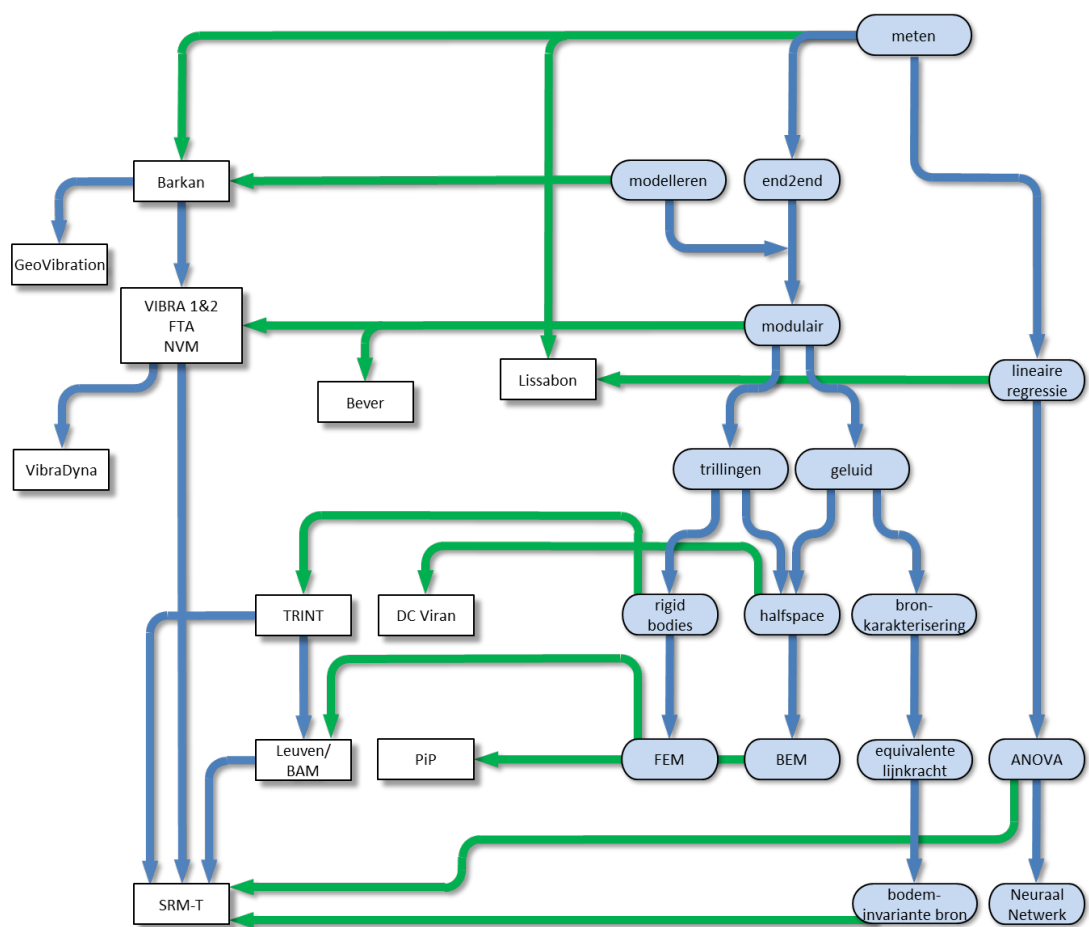 meten
Barkan
modelleren
end2end
GeoVibration
VIBRA 1&2
FTA
NVM
modulair
Bever
Lissabon
lineaire
regressie
VibraDyna
trillingen
geluid
TRINT
DC Viran
rigid
bodies
halfspace
bron-
karakterisering
Leuven/
BAM
PiP
FEM
BEM
equivalente
lijnkracht
ANOVA
SRM-T
bodem-
invariante bron
Neuraal
Netwerk